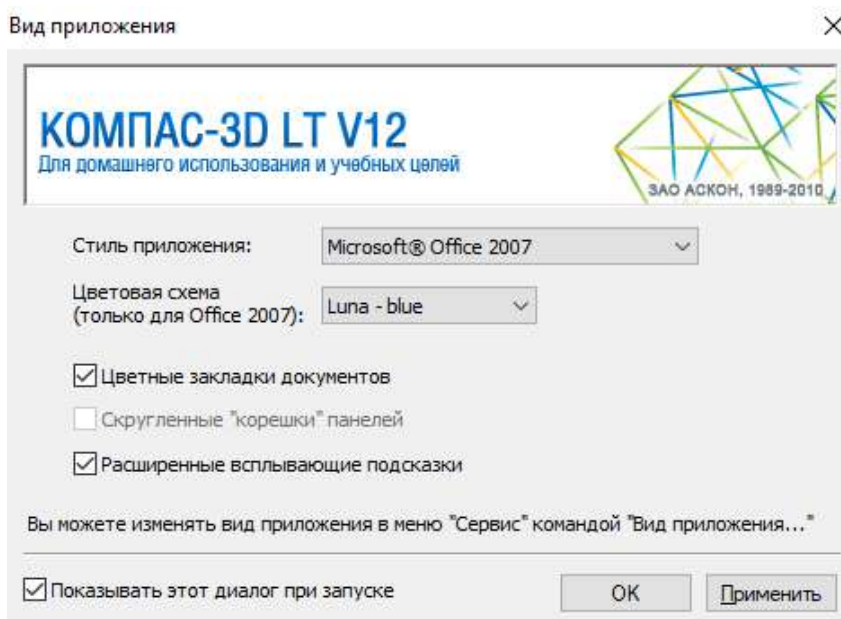 Вид приложения
КОМПАС-3D LT V12
Для домашнего использования и учебных целей
ЗАО АСКОН, 1989-2010
Стиль приложения: Microsoft® Office 2007
Цветовая схема
(только для Office 2007): Luna - blue
Цветные закладки документов
Скругленные "корешки" панелей
Расширенные всплывающие подсказки
Вы можете изменять вид приложения в меню "Сервис" командой "Вид приложения..."
Показывать этот диалог при запуске OK Применить